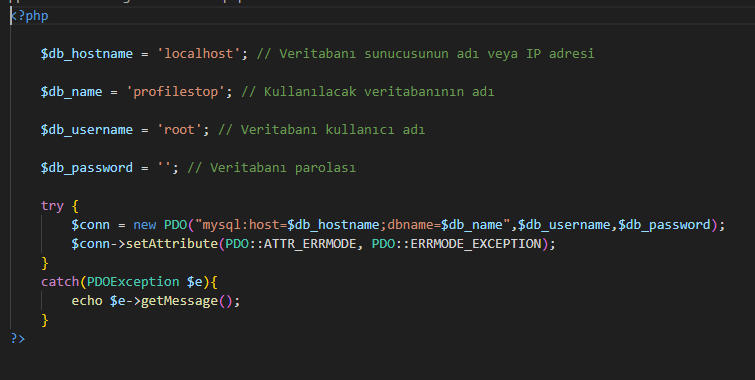 <?php
$db_hostname = 'localhost'; // Veritabanı sunucusunun adı veya IP adresi
$db_name = 'profilestop'; // Kullanılacak veritabanının adı
$db_username = 'root'; // Veritabanı kullanıcı adı
$db_password = ''; // Veritabanı parolası
try {
$conn = new PDO("mysql:host=$db_hostname;dbname=$db_name",$db_username,$db_password);
$conn->setAttribute(PDO::ATTR_ERRMODE, PDO::ERRMODE_EXCEPTION);
}
catch(PDOException $e){
echo $e->getMessage();
}
?>